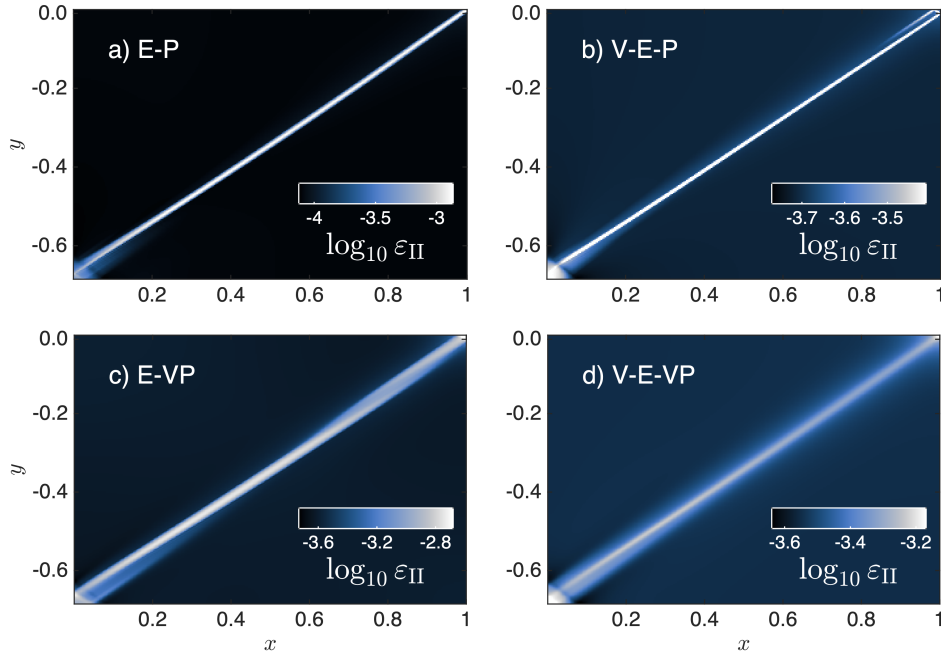 a) E-P
0.0
-0.2
-0.4
-0.6
y
-4 -3.5 -3
log10 εII
0.2 0.4 0.6 0.8 1
b) V-E-P
0.0
-0.2
-0.4
-0.6
-3.7 -3.6 -3.5
log10 εII
0.2 0.4 0.6 0.8 1
c) E-VP
0.0
-0.2
-0.4
-0.6
y
-3.6 -3.2 -2.8
log10 εII
0.2 0.4 0.6 0.8 1
x
d) V-E-VP
0.0
-0.2
-0.4
-0.6
-3.6 -3.4 -3.2
log10 εII
0.2 0.4 0.6 0.8 1
x